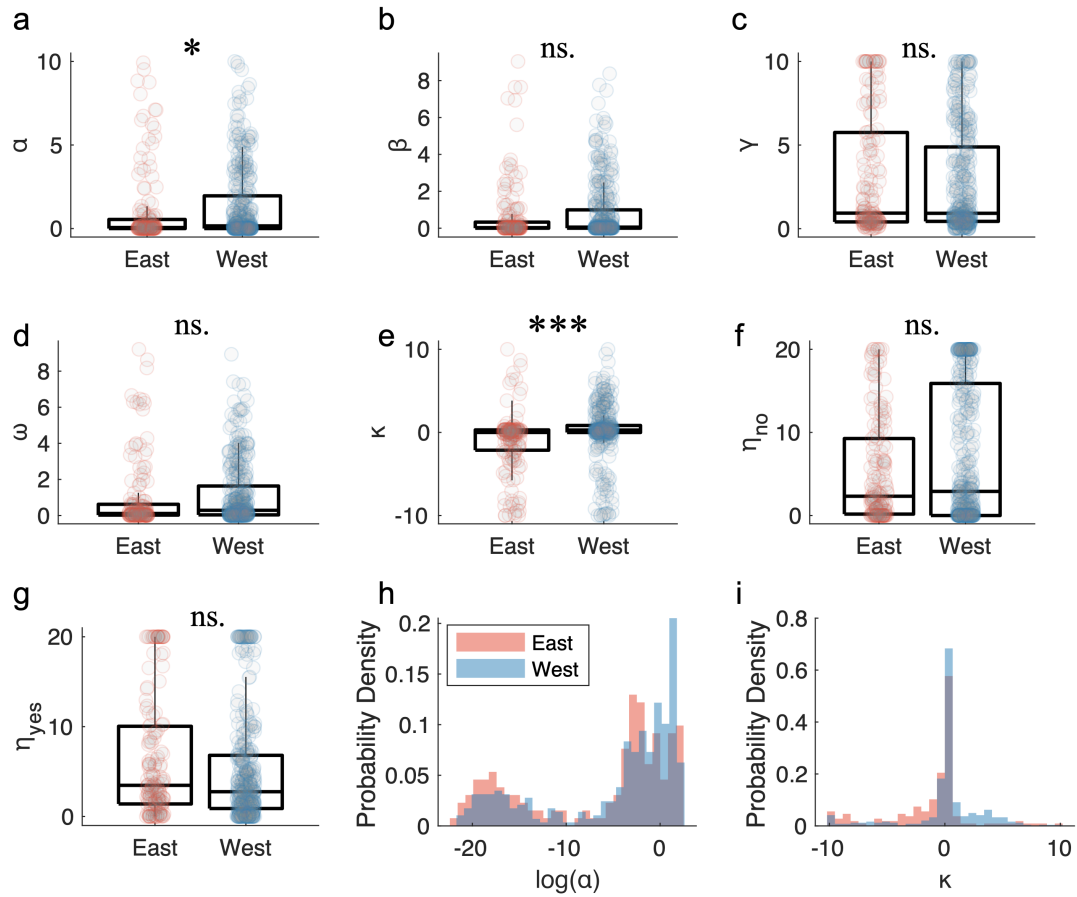 a
*
10
5
0
α
East West
b
ns.
8
6
4
2
0
β
East West
c
ns.
10
5
0
γ
East West
d
ns.
8
6
4
2
0
ω
East West
e
***
10
0
-10
κ
East West
f
ns.
20
10
0
ηno
East West
g
ns.
20
10
0
ηyes
East West
h
0.2
0.15
0.1
0.05
0
Probability Density
East
West
-20 -10 0
log(α)
i
0.8
0.6
0.4
0.2
0
Probability Density
-10 0 10
κ